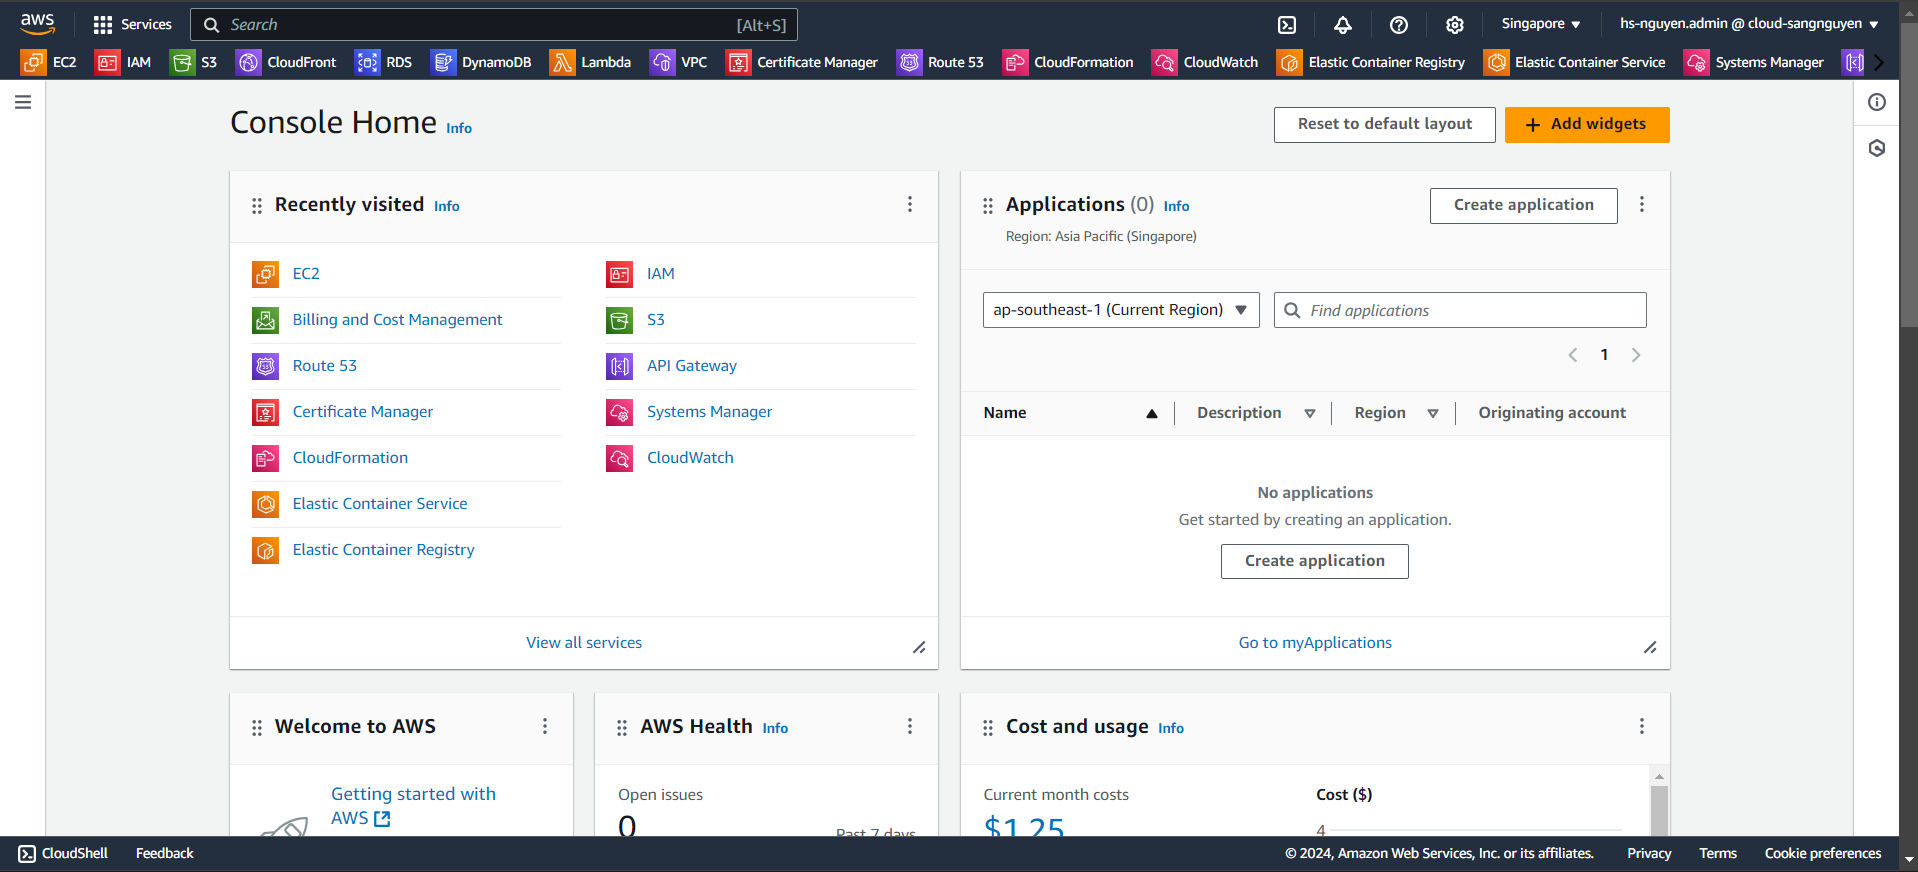 aws Services Search [Alt+S] Singapore hs-nguyen.admin @ cloud-sangnguyen
EC2 IAM S3 CloudFront RDS DynamoDB Lambda VPC Certificate Manager Route 53 CloudFormation CloudWatch Elastic Container Registry Elastic Container Service Systems Manager
Console Home Info
Reset to default layout
+ Add widgets
Recently visited Info
EC2
Billing and Cost Management
Route 53
Certificate Manager
CloudFormation
Elastic Container Service
Elastic Container Registry
IAM
S3
API Gateway
Systems Manager
CloudWatch
View all services
Applications (0) Info
Region: Asia Pacific (Singapore)
Create application
ap-southeast-1 (Current Region)
Find applications
1
Name Description Region Originating account
No applications
Get started by creating an application.
Create application
Go to myApplications
Welcome to AWS
Getting started with
AWS
AWS Health Info
Open issues
0
Past 7 days
Cost and usage Info
Current month costs
$1.25
Cost ($)
4
CloudShell Feedback © 2024, Amazon Web Services, Inc. or its affiliates. Privacy Terms Cookie preferences